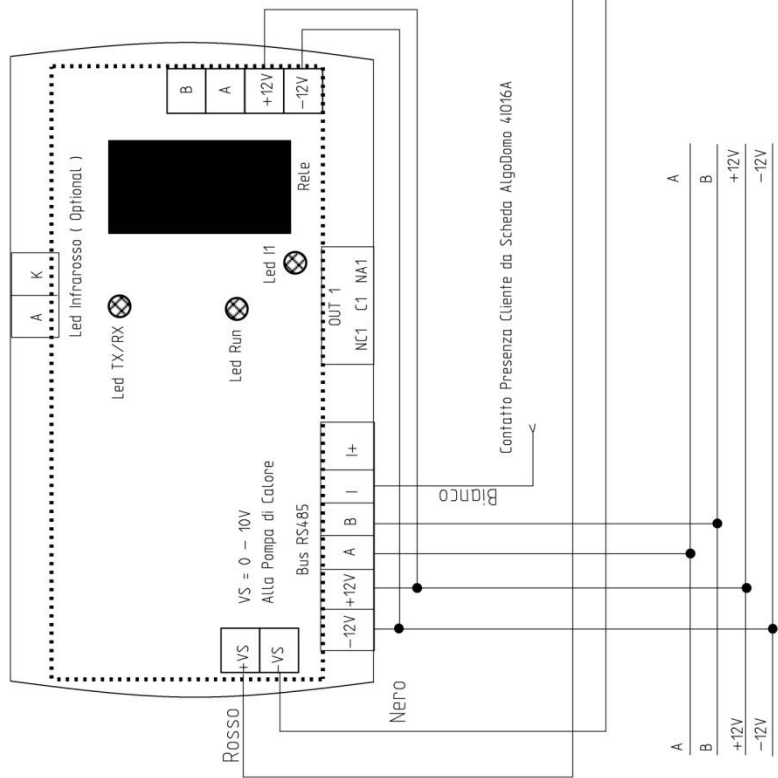 A K
Led Infrarosso ( Optional )
Led TX/RX
Led Run
Led I1
Rele
B
A
+12V
-12V
OUT 1
NC1 C1 NA1
VS = 0 - 10V
Alla Pompa di Calore
Bus RS485
+VS
-VS
-12V +12V A B I I+
Rosso
Nero
Bianco
Contatto Presenza Cliente da Scheda AlgoDomo 4I016A
A
B
+12V
-12V
A
B
+12V
-12V